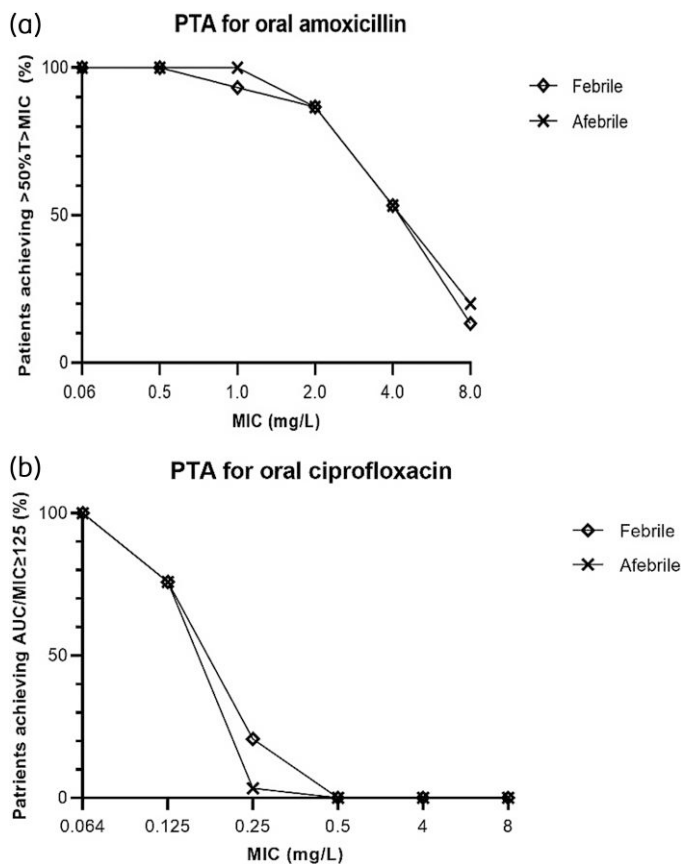 (a)
PTA for oral amoxicillin
Patients achieving >50%T>MIC (%)
100
50
0
0.06 0.5 1.0 2.0 4.0 8.0
MIC (mg/L)
Febrile
Afebrile
(b)
PTA for oral ciprofloxacin
Patrients achieving AUC/MIC≥125 (%)
100
50
0
0.064 0.125 0.25 0.5 4 8
MIC (mg/L)
Febrile
Afebrile